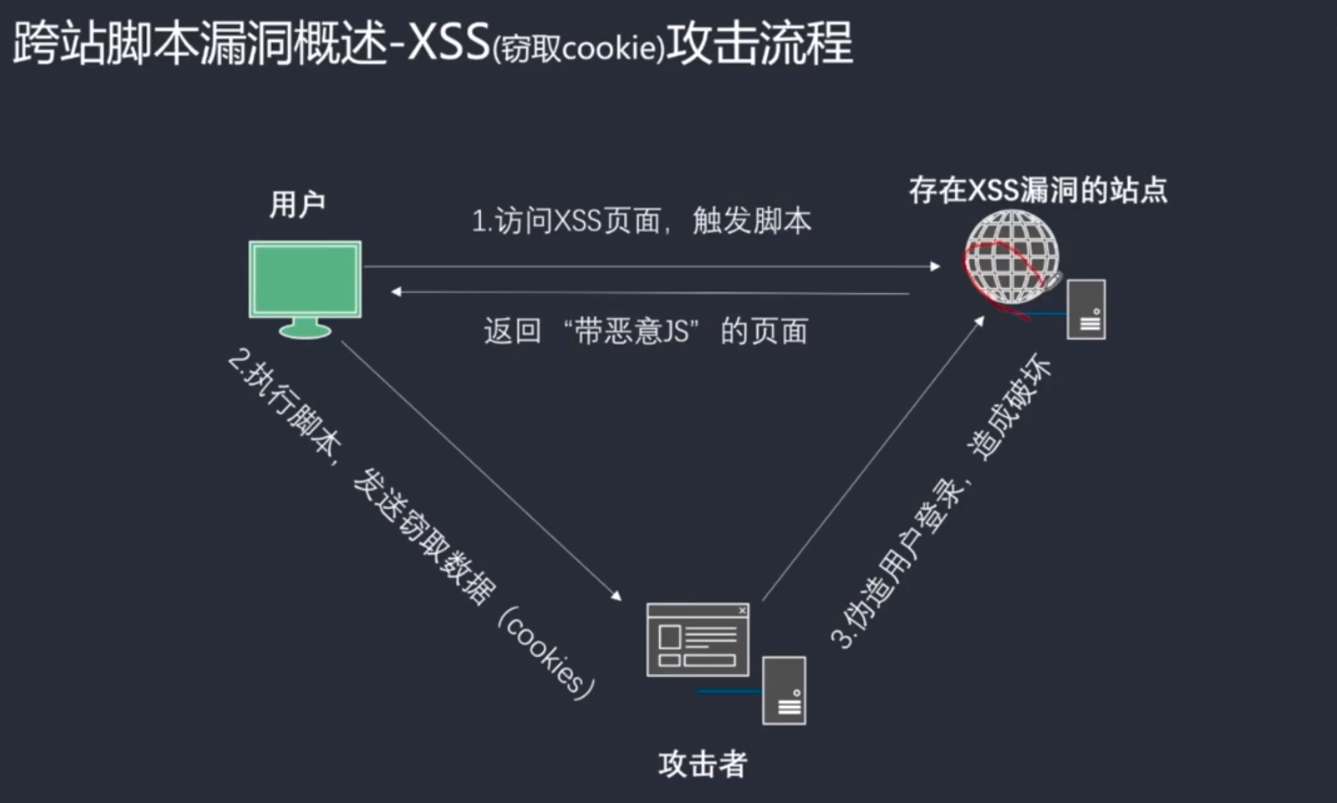 跨站脚本漏洞概述-XSS(窃取cookie)攻击流程
用户
存在XSS漏洞的站点
1.访问XSS页面，触发脚本
返回 “带恶意JS” 的页面
2.执行脚本，发送窃取数据（cookies）
3.伪造用户登录，造成破坏
攻击者